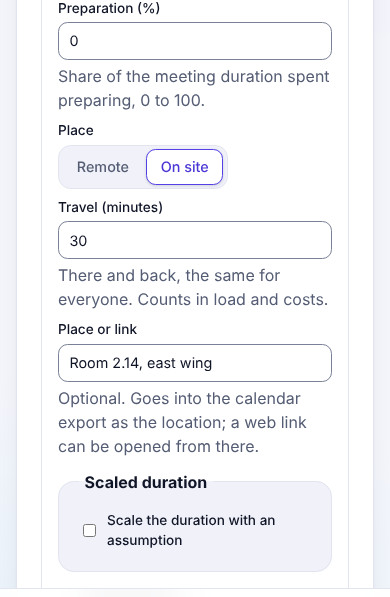 Preparation (%)
0
Share of the meeting duration spent
preparing, 0 to 100.
Place
Remote
On site
Travel (minutes)
30
There and back, the same for
everyone. Counts in load and costs.
Place or link
Room 2.14, east wing
Optional. Goes into the calendar
export as the location; a web link
can be opened from there.
Scaled duration
Scale the duration with an
assumption